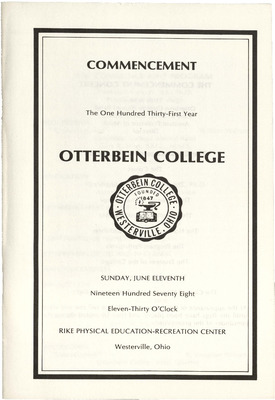 COMMENCEMENT
The One Hundred Thirty-First Year
OTTERBEIN COLLEGE
OTTERBEIN COLLEGE
FOUNDED
1847
WESTERVILLE, OHIO
SUNDAY, JUNE ELEVENTH
Nineteen Hundred Seventy Eight
Eleven-Thirty O'Clock
RIKE PHYSICAL EDUCATION-RECREATION CENTER
Westerville, Ohio